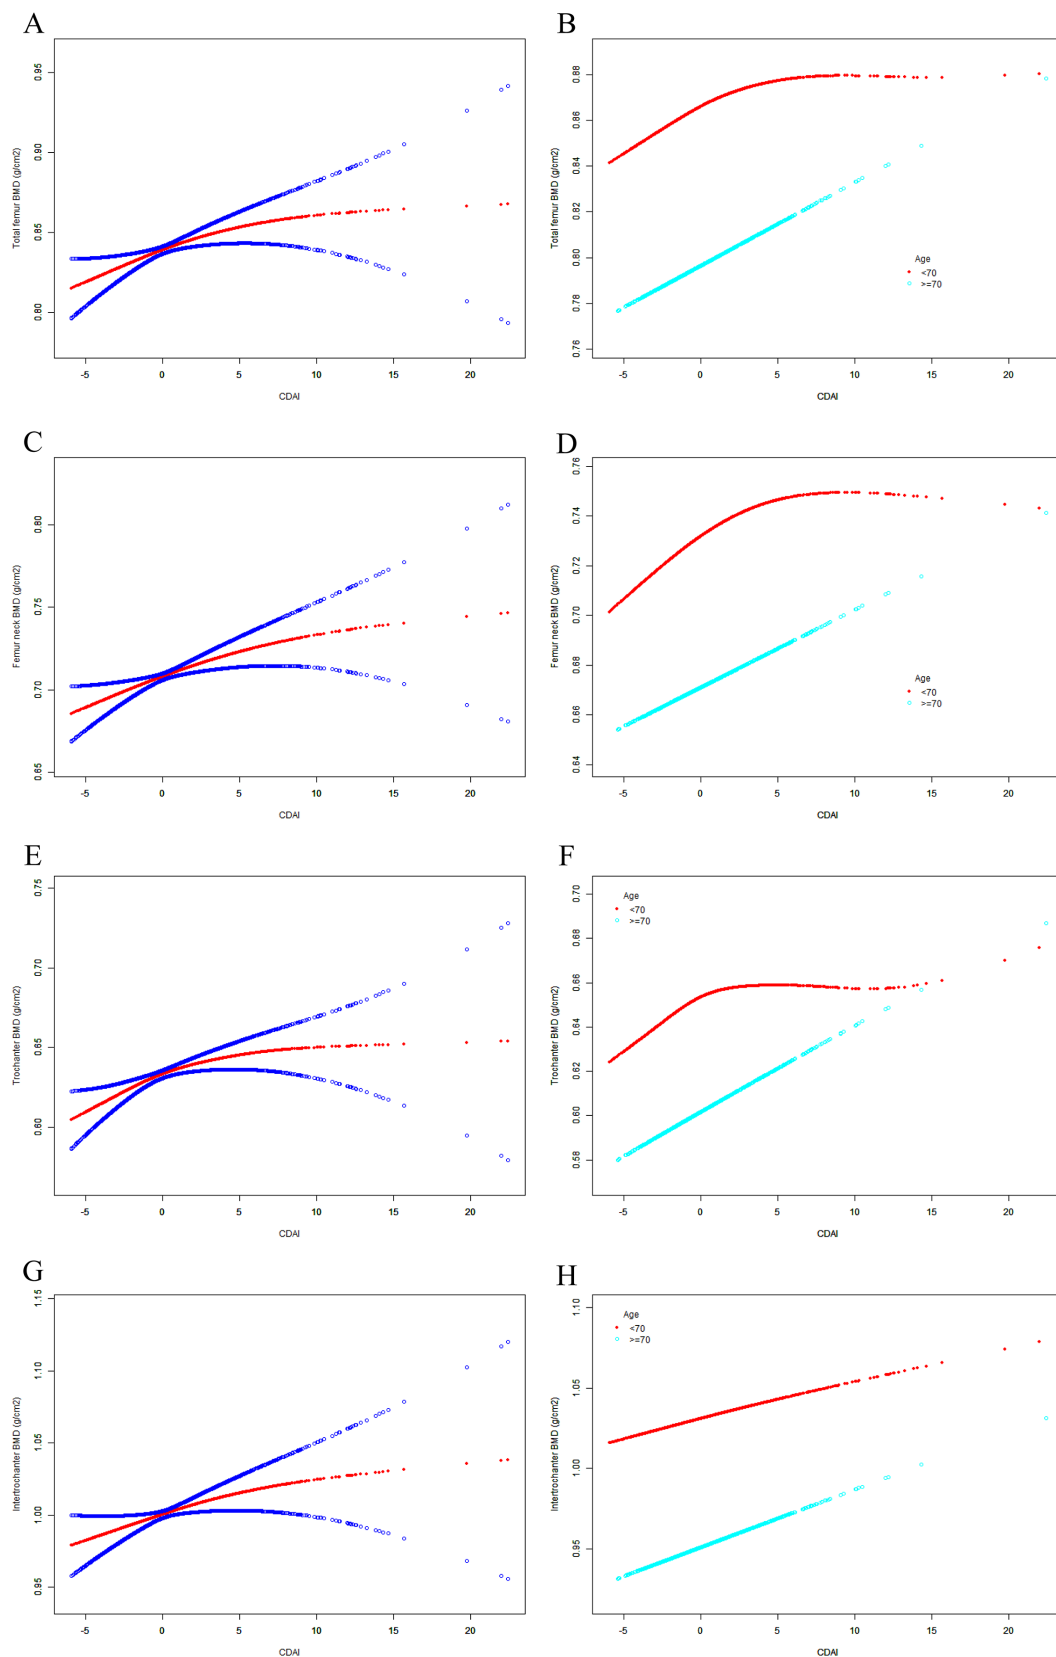 A
0.95
0.90
0.85
0.80
Total femur BMD (g/cm2)
-5 0 5 10 15 20
CDAI
B
0.88
0.86
0.84
0.82
0.80
0.78
0.76
Total femur BMD (g/cm2)
Age
<70
>=70
-5 0 5 10 15 20
CDAI
C
0.80
0.75
0.70
0.65
Femur neck BMD (g/cm2)
-5 0 5 10 15 20
CDAI
D
0.76
0.74
0.72
0.70
0.68
0.66
0.64
Femur neck BMD (g/cm2)
Age
<70
>=70
-5 0 5 10 15 20
CDAI
E
0.75
0.70
0.65
0.60
Trochanter BMD (g/cm2)
-5 0 5 10 15 20
CDAI
F
0.70
0.68
0.66
0.64
0.62
0.60
0.58
Trochanter BMD (g/cm2)
Age
<70
>=70
-5 0 5 10 15 20
CDAI
G
1.15
1.10
1.05
1.00
0.95
Intertrochanter BMD (g/cm2)
-5 0 5 10 15 20
CDAI
H
1.10
1.05
1.00
0.95
Intertrochanter BMD (g/cm2)
Age
<70
>=70
-5 0 5 10 15 20
CDAI